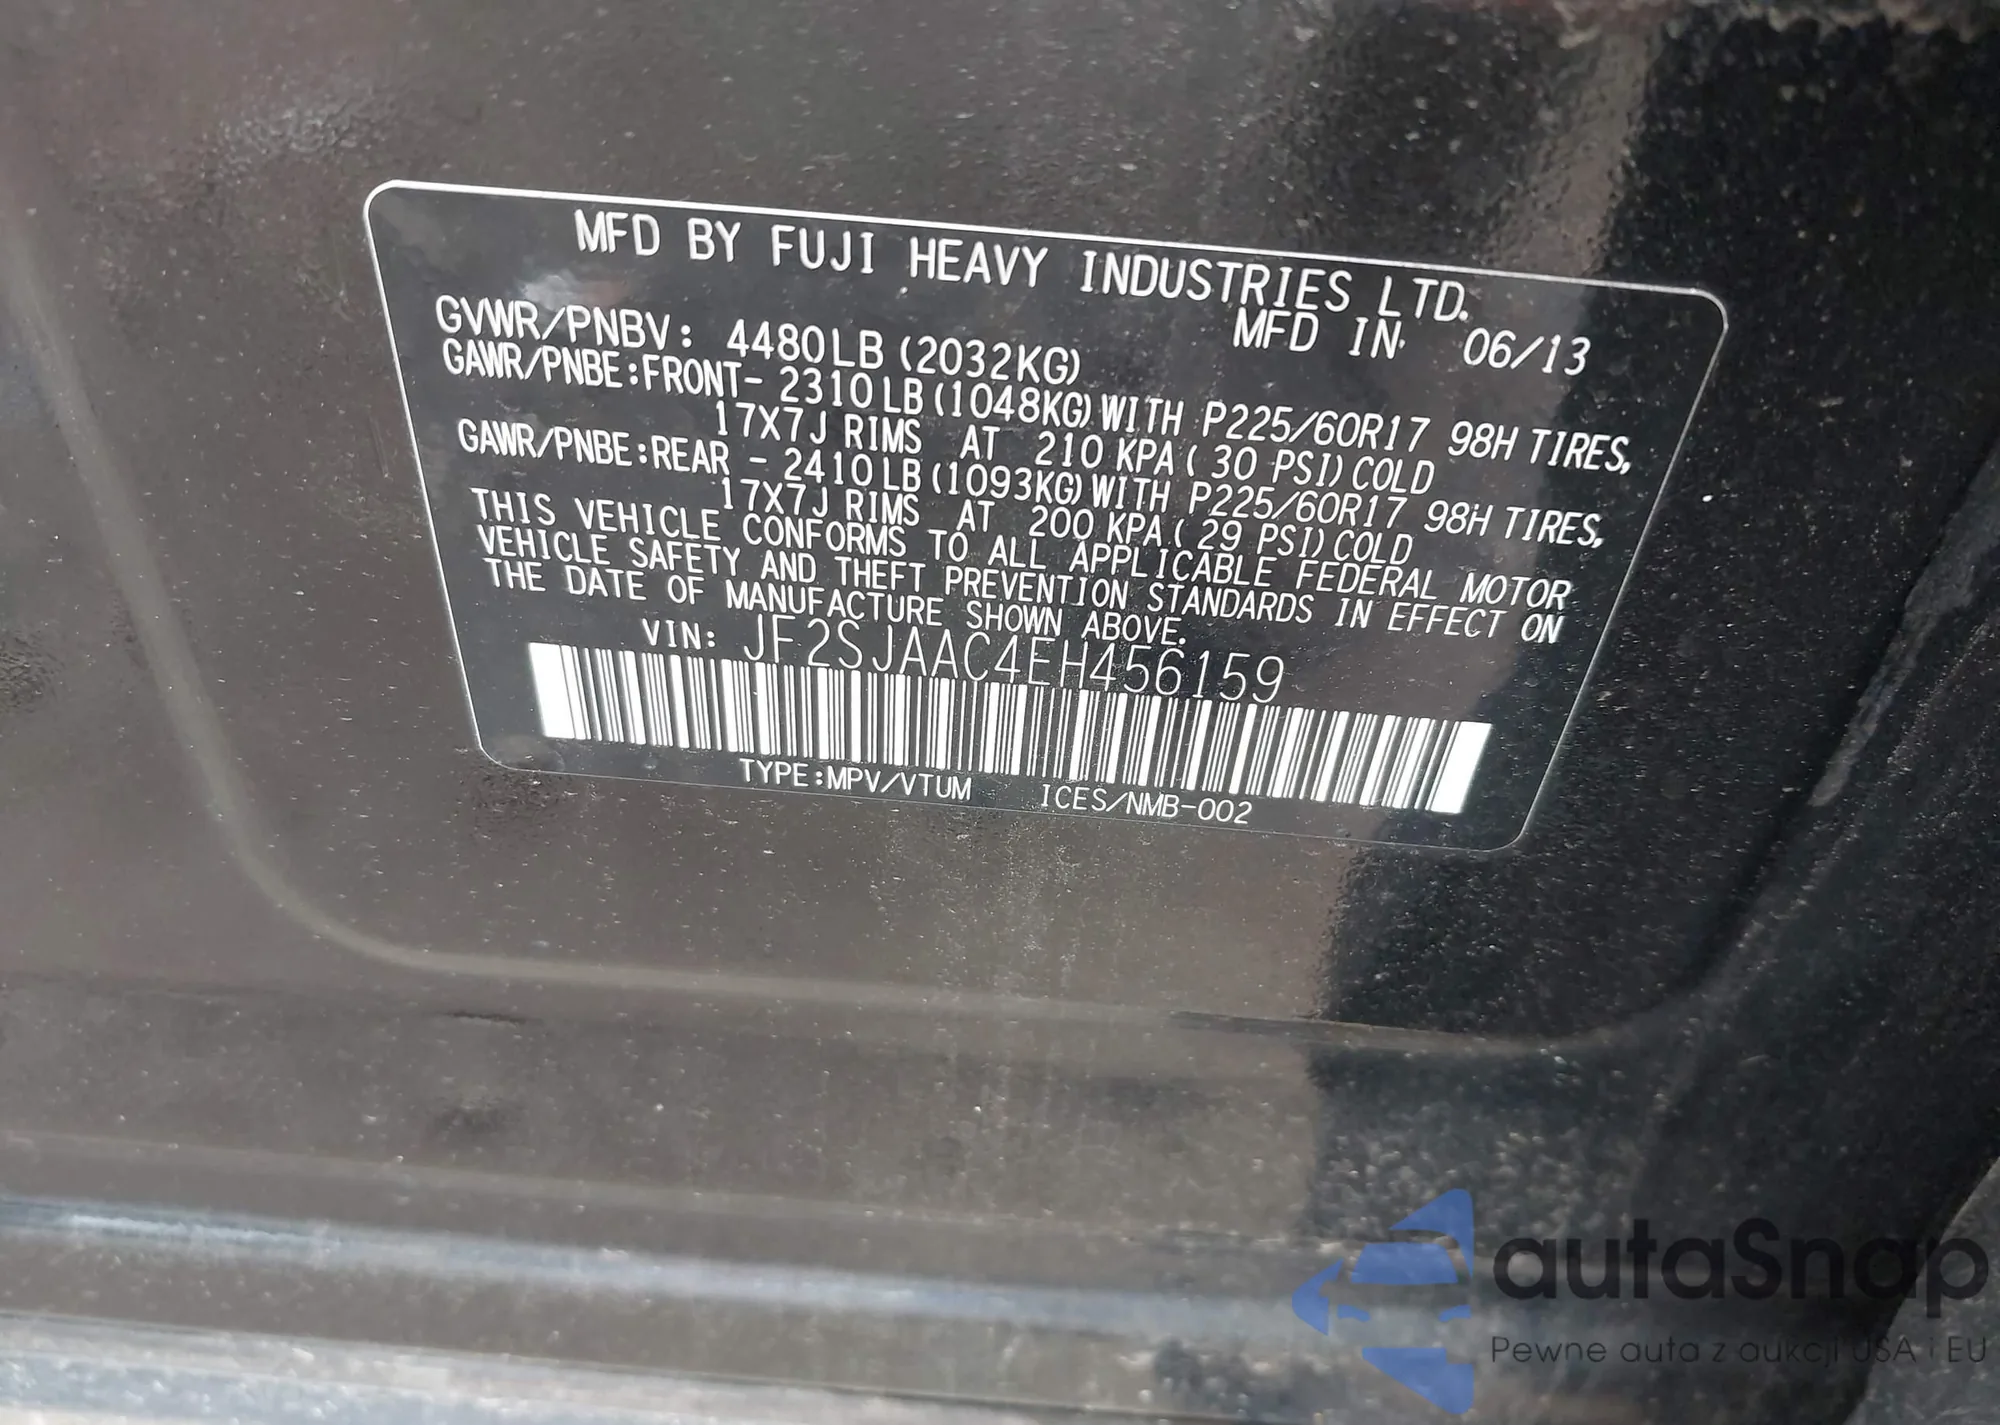 MFD BY FUJI HEAVY INDUSTRIES LTD.
MFD IN 06/13
GVWR/PNBV: 4480LB (2032KG)
GAWR/PNBE:FRONT- 2310LB (1048KG) WITH P225/60R17 98H TIRES,
17X7J RIMS AT 210 KPA ( 30 PSI) COLD
GAWR/PNBE:REAR - 2410LB (1093KG) WITH P225/60R17 98H TIRES,
17X7J RIMS AT 200 KPA ( 29 PSI) COLD
THIS VEHICLE CONFORMS TO ALL APPLICABLE FEDERAL MOTOR
VEHICLE SAFETY AND THEFT PREVENTION STANDARDS IN EFFECT ON
THE DATE OF MANUFACTURE SHOWN ABOVE.
VIN: JF2SJAAC4EH456159
TYPE:MPV/VTUM ICES/NMB-002
autaSnap
Pewne auta z aukcji USA i EU